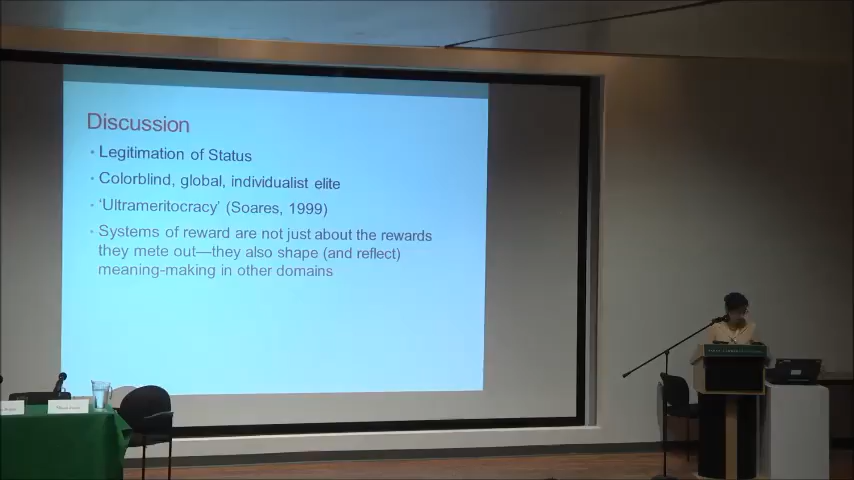 Discussion
• Legitimation of Status
• Colorblind, global, individualist elite
• ‘Ultrameritocracy’ (Soares, 1999)
• Systems of reward are not just about the rewards
they mete out—they also shape (and reflect)
meaning-making in other domains